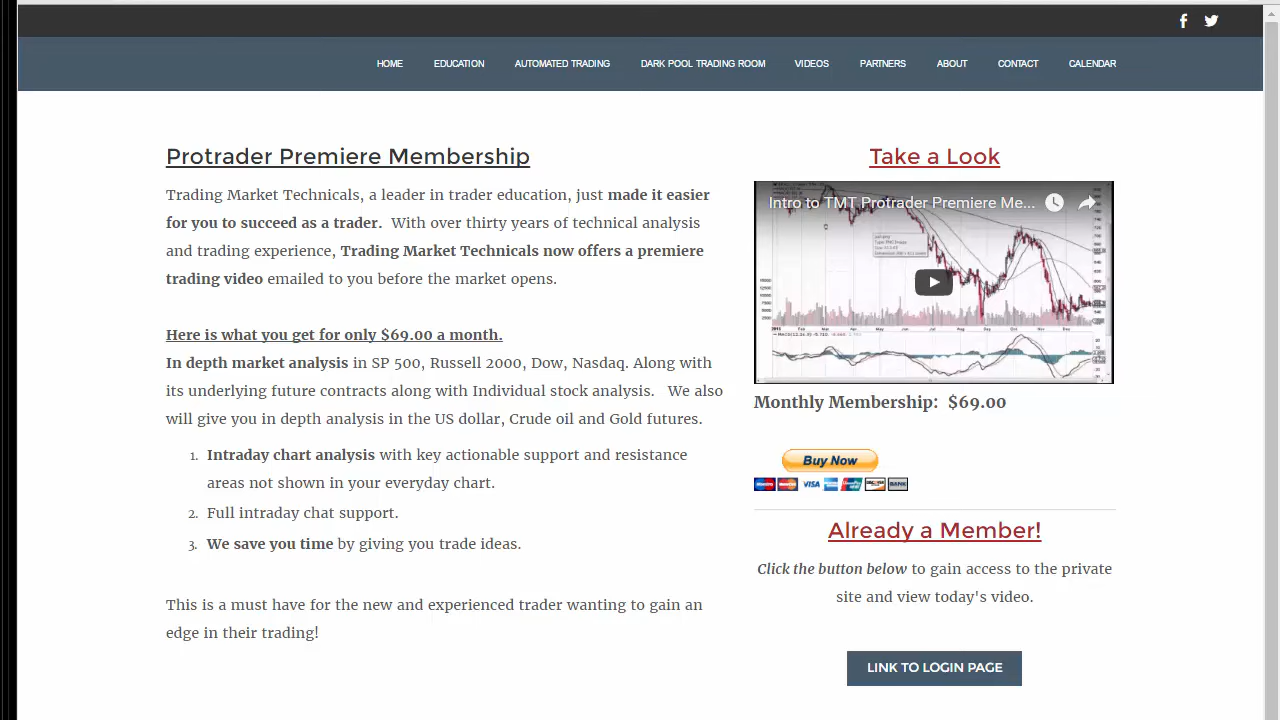 HOME EDUCATION AUTOMATED TRADING DARK POOL TRADING ROOM VIDEOS PARTNERS ABOUT CONTACT CALENDAR
Protrader Premiere Membership
Trading Market Technicals, a leader in trader education, just made it easier
for you to succeed as a trader. With over thirty years of technical analysis
and trading experience, Trading Market Technicals now offers a premiere
trading video emailed to you before the market opens.
Here is what you get for only $69.00 a month.
In depth market analysis in SP 500, Russell 2000, Dow, Nasdaq. Along with
its underlying future contracts along with Individual stock analysis. We also
will give you in depth analysis in the US dollar, Crude oil and Gold futures.
1. Intraday chart analysis with key actionable support and resistance
areas not shown in your everyday chart.
2. Full intraday chat support.
3. We save you time by giving you trade ideas.
This is a must have for the new and experienced trader wanting to gain an
edge in their trading!
Take a Look
Intro to TMT Protrader Premiere Me...
Monthly Membership: $69.00
Buy Now
VISA
Already a Member!
Click the button below to gain access to the private
site and view today's video.
LINK TO LOGIN PAGE